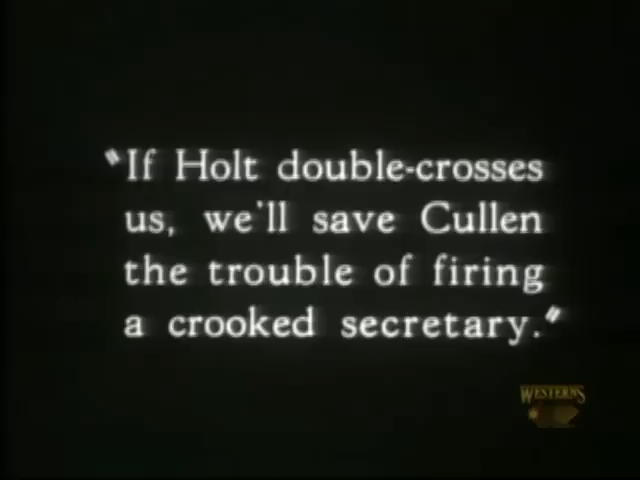 "If Holt double-crosses
us, we'll save Cullen
the trouble of firing
a crooked secretary."
WESTERNS